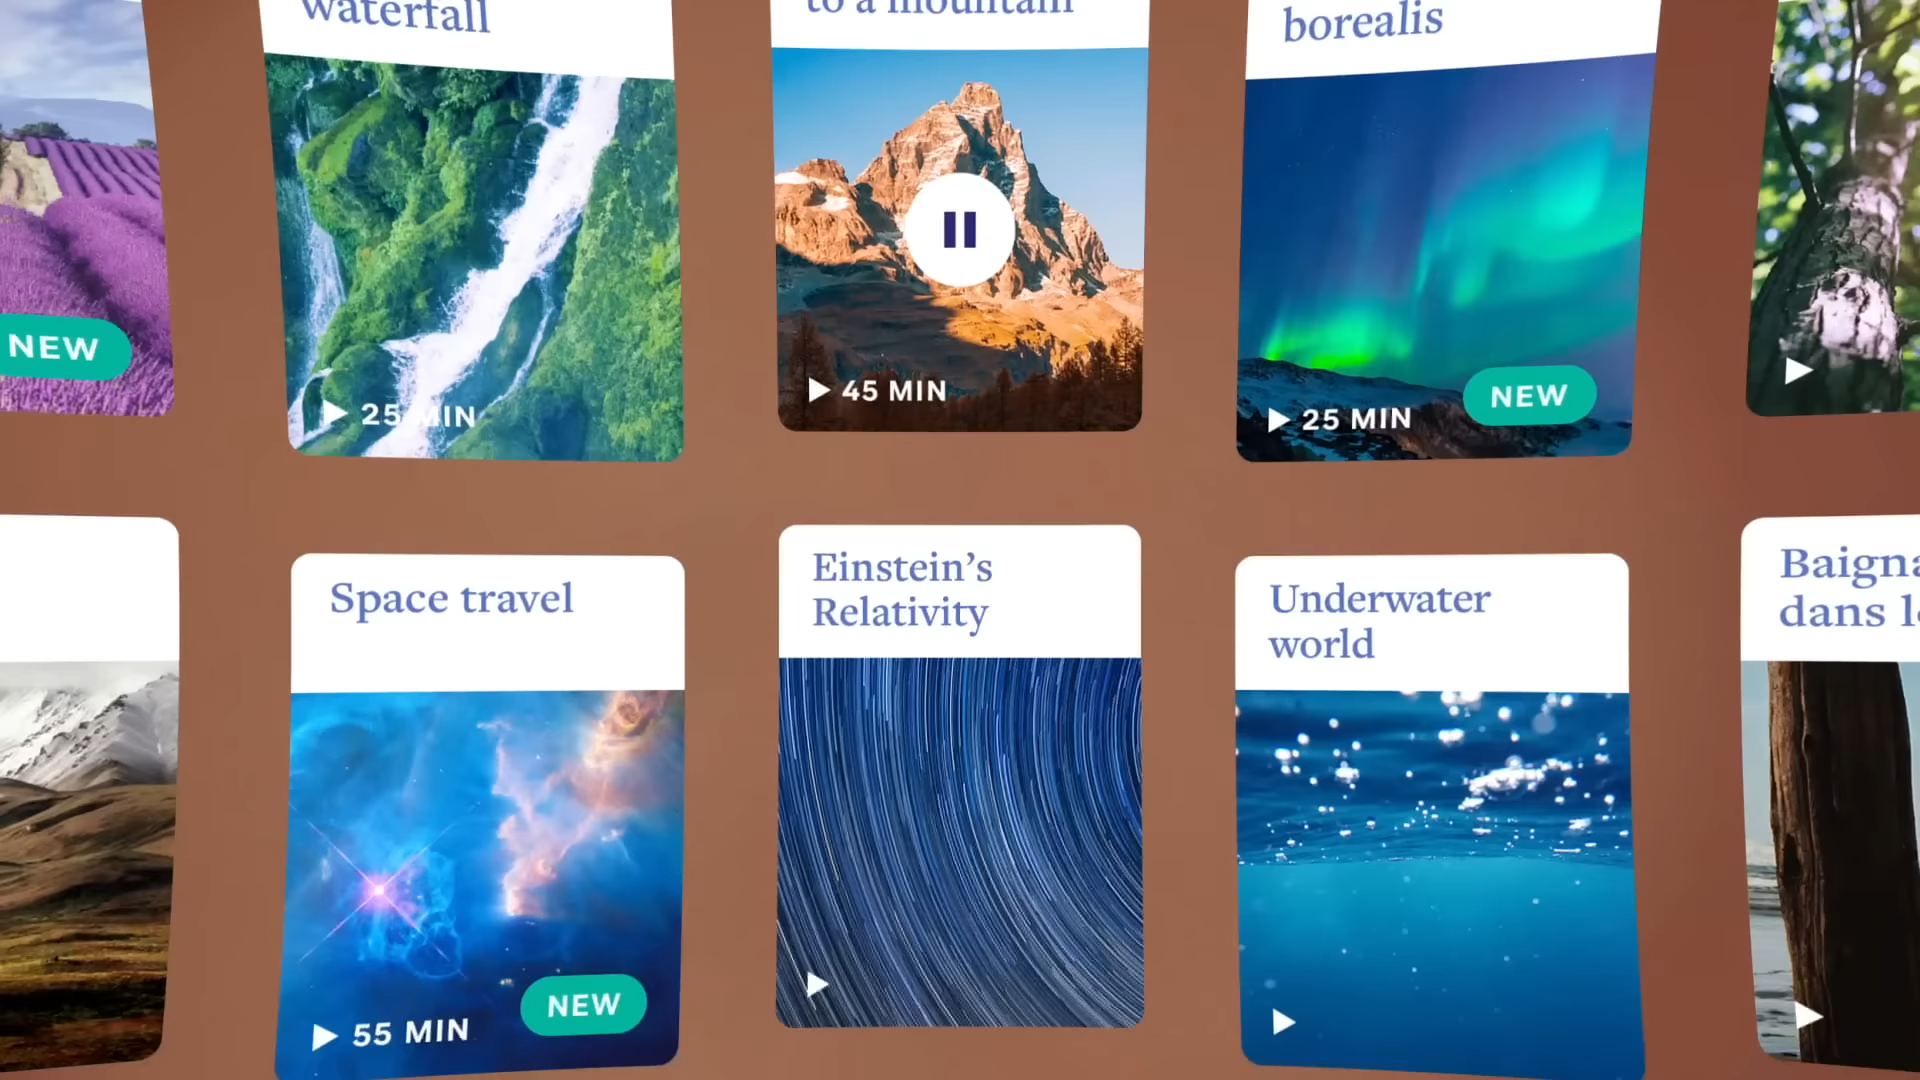 waterfall
to a mountain
borealis
NEW
25 MIN
45 MIN
25 MIN
NEW
Space travel
Einstein’s
Relativity
Underwater
world
dans
55 MIN
NEW